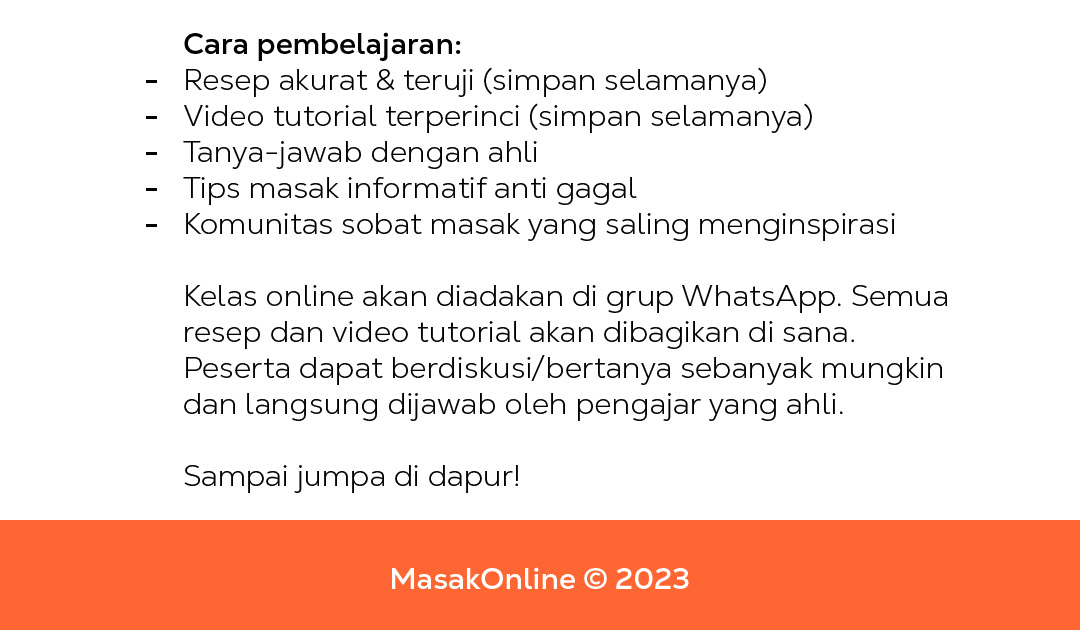 Cara pembelajaran:
- Resep akurat & teruji (simpan selamanya)
- Video tutorial terperinci (simpan selamanya)
- Tanya-jawab dengan ahli
- Tips masak informatif anti gagal
- Komunitas sobat masak yang saling menginspirasi
Kelas online akan diadakan di grup WhatsApp. Semua
resep dan video tutorial akan dibagikan di sana.
Peserta dapat berdiskusi/bertanya sebanyak mungkin
dan langsung dijawab oleh pengajar yang ahli.
Sampai jumpa di dapur!
MasakOnline © 2023